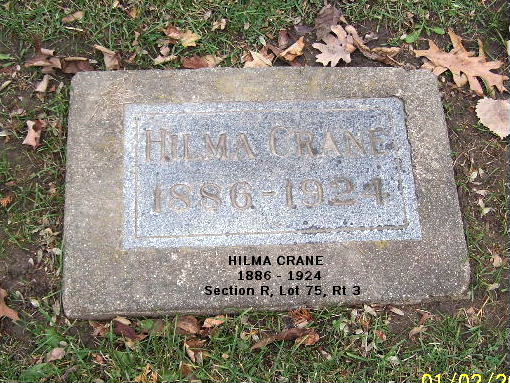 HILMA CRANE
1886-1924
HILMA CRANE
1886 - 1924
Section R, Lot 75, Rt 3